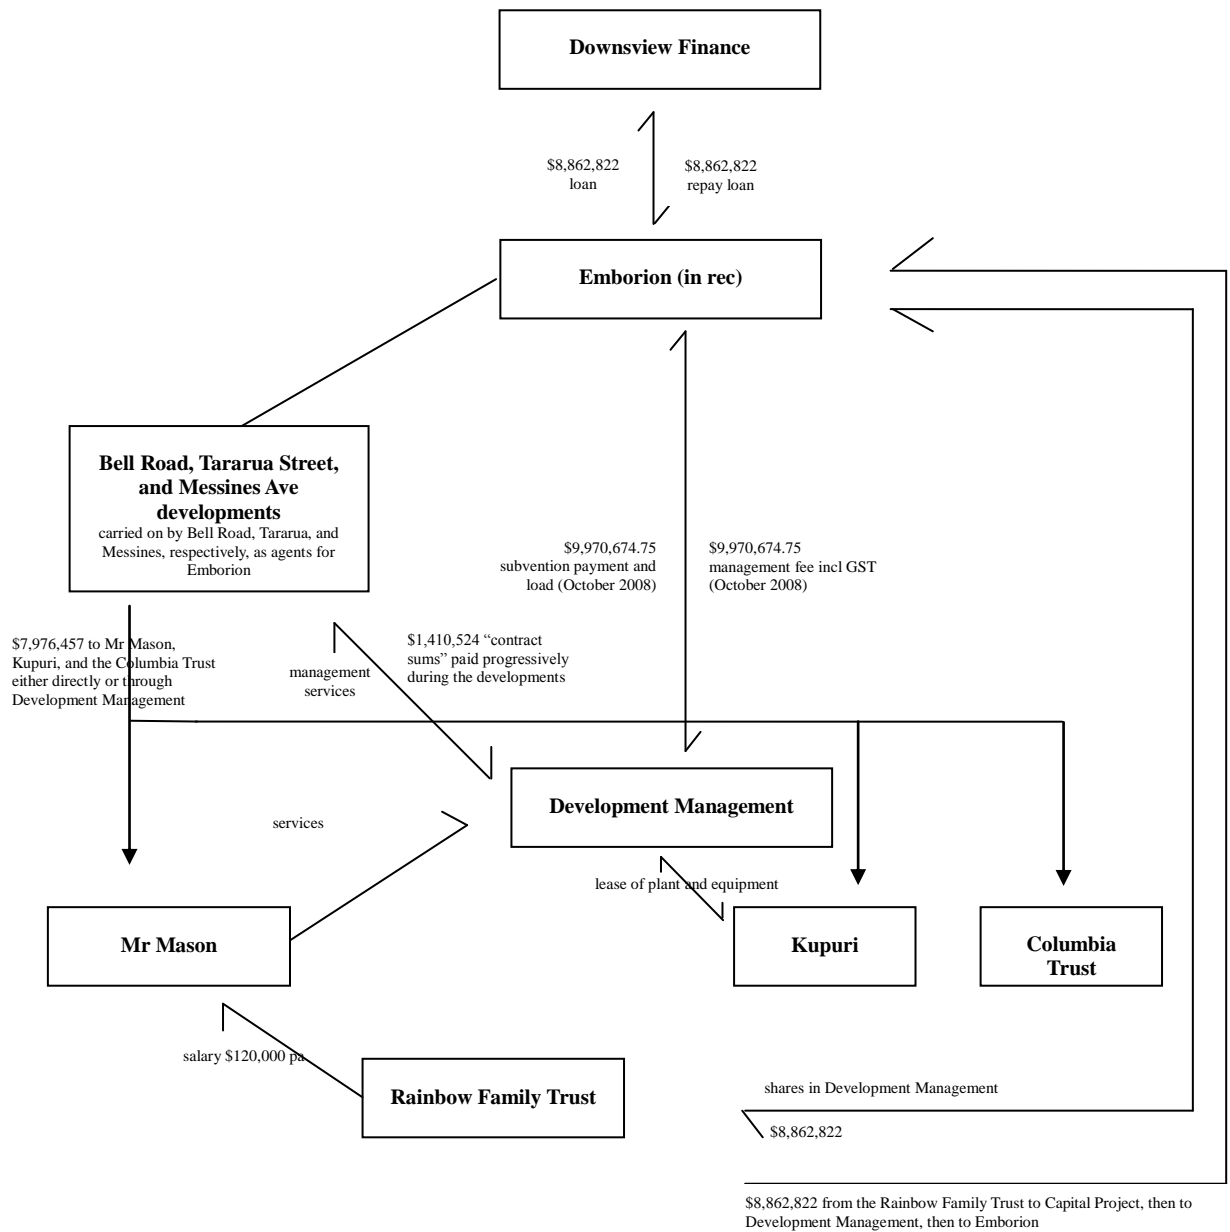 Downsview Finance
$8,862,822
loan
$8,862,822
repay loan
Emborion (in rec)
Bell Road, Tararua Street,
and Messines Ave
developments
carried on by Bell Road, Tararua, and
Messines, respectively, as agents for
Emborion
$9,970,674.75
subvention payment and
load (October 2008)
$9,970,674.75
management fee incl GST
(October 2008)
$7,976,457 to Mr Mason,
Kupuri, and the Columbia Trust
either directly or through
Development Management
management
services
$1,410,524 “contract
sums” paid progressively
during the developments
Development Management
services
lease of plant and equipment
Mr Mason
Kupuri
Columbia
Trust
salary $120,000 pa
Rainbow Family Trust
shares in Development Management
$8,862,822
$8,862,822 from the Rainbow Family Trust to Capital Project, then to
Development Management, then to Emborion